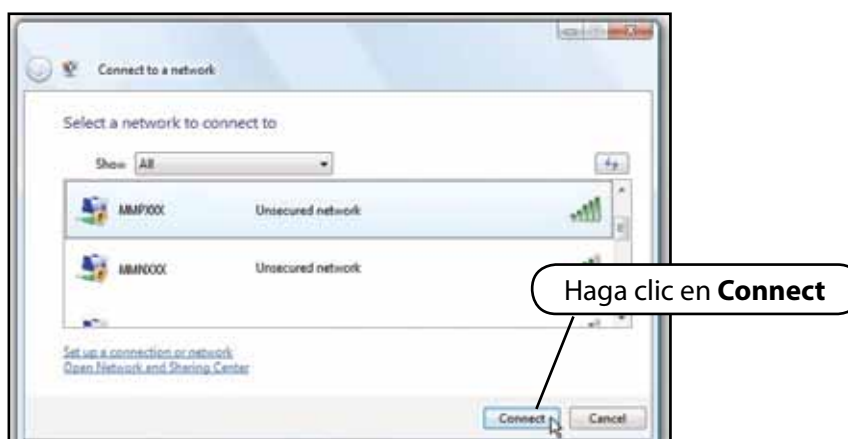 Connect to a network
Select a network to connect to
Show All
MMPXXX Unsecured network
MMNXXX Unsecured network
Haga clic en Connect
Set up a connection or network
Open Network and Sharing Center
Connect Cancel